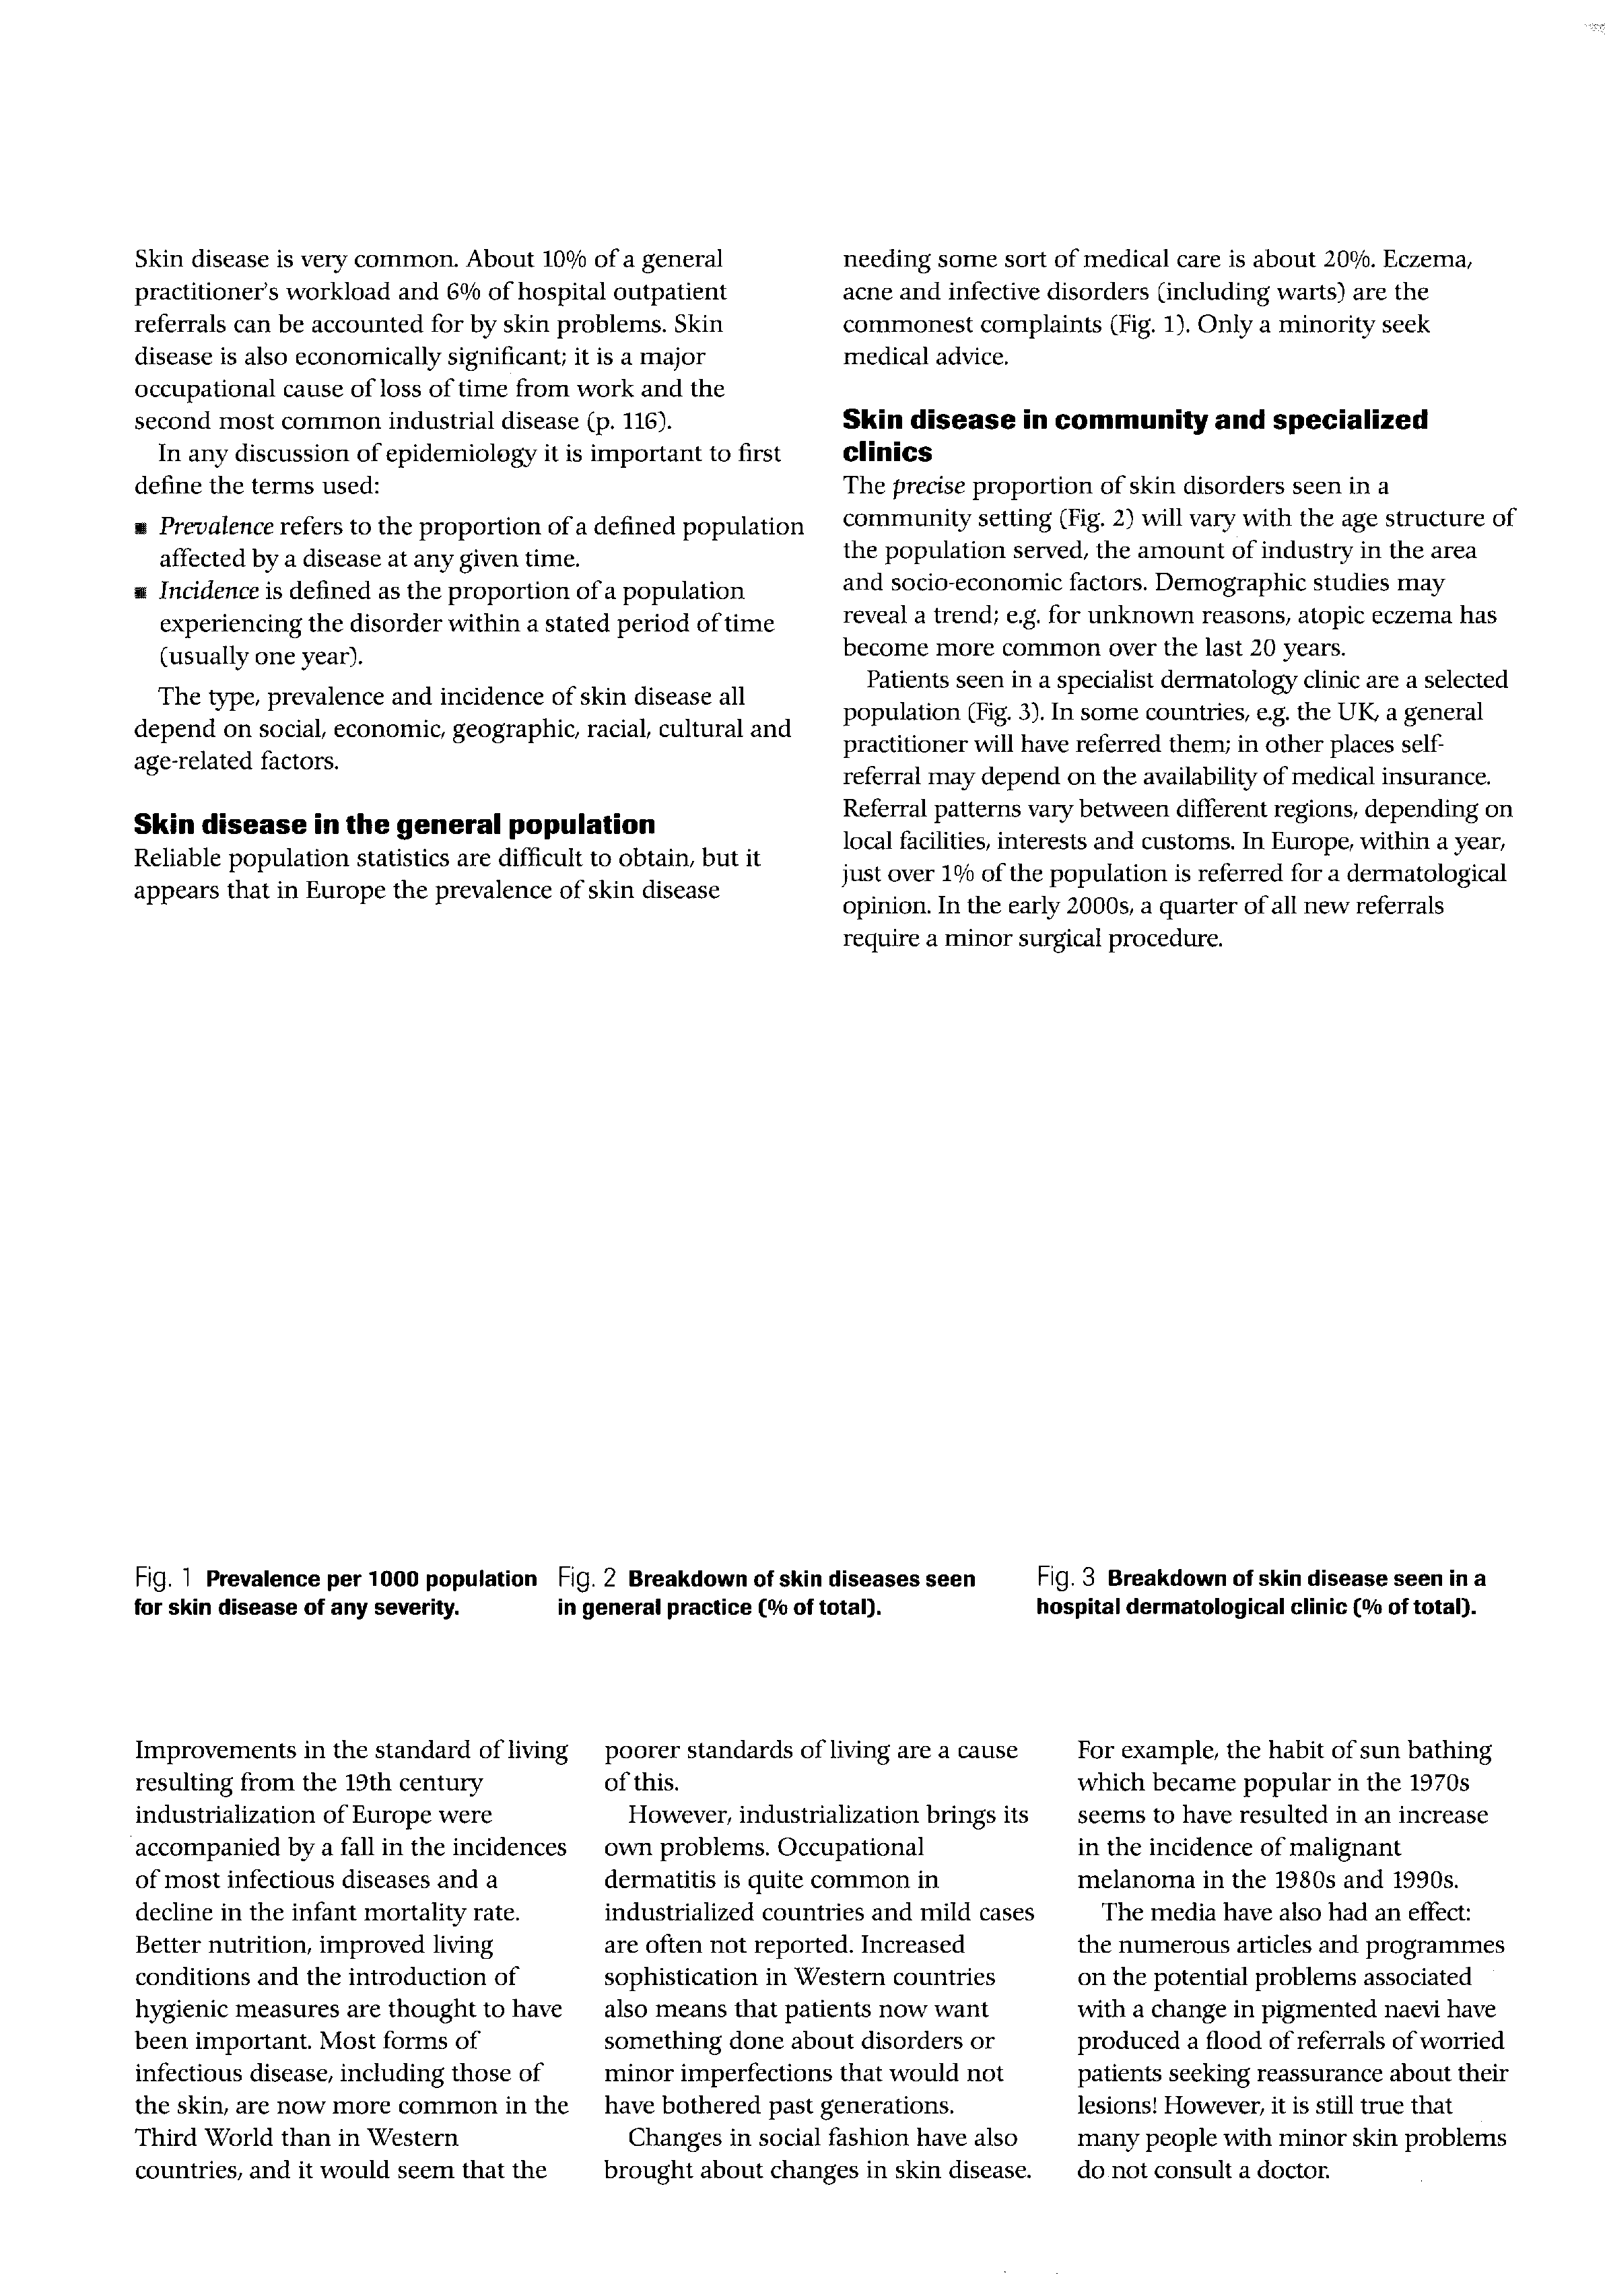 Skin disease is very common. About 10% of a general
practitioner's workload and 6% of hospital outpatient
referrals can be accounted for by skin problems. Skin
disease is also economically significant; it is a major
occupational cause of loss of time from work and the
second most common industrial disease (p. 116).
In any discussion of epidemiology it is important to first
define the terms used:
■ Prevalence refers to the proportion of a defined population
affected by a disease at any given time.
■ Incidence is defined as the proportion of a population
experiencing the disorder within a stated period of time
(usually one year).
The type, prevalence and incidence of skin disease all
depend on social, economic, geographic, racial, cultural and
age-related factors.
Skin disease in the general population
Reliable population statistics are difficult to obtain, but it
appears that in Europe the prevalence of skin disease
needing some sort of medical care is about 20%. Eczema,
acne and infective disorders (including warts) are the
commonest complaints (Fig. 1). Only a minority seek
medical advice.
Skin disease in community and specialized
clinics
The precise proportion of skin disorders seen in a
community setting (Fig. 2) will vary with the age structure of
the population served, the amount of industry in the area
and socio-economic factors. Demographic studies may
reveal a trend; e.g. for unknown reasons, atopic eczema has
become more common over the last 20 years.
Patients seen in a specialist dermatology clinic are a selected
population (Fig. 3). In some countries, e.g. the UK, a general
practitioner will have referred them; in other places self-
referral may depend on the availability of medical insurance.
Referral patterns vary between different regions, depending on
local facilities, interests and customs. In Europe, within a year,
just over 1% of the population is referred for a dermatological
opinion. In the early 2000s, a quarter of all new referrals
require a minor surgical procedure.
Fig. 1 Prevalence per 1000 population
for skin disease of any severity.
Fig. 2 Breakdown of skin diseases seen
in general practice (% of total).
Fig. 3 Breakdown of skin disease seen in a
hospital dermatological clinic (% of total).
Improvements in the standard of living
resulting from the 19th century
industrialization of Europe were
accompanied by a fall in the incidences
of most infectious diseases and a
decline in the infant mortality rate.
Better nutrition, improved living
conditions and the introduction of
hygienic measures are thought to have
been important. Most forms of
infectious disease, including those of
the skin, are now more common in the
Third World than in Western
countries, and it would seem that the
poorer standards of living are a cause
of this.
However, industrialization brings its
own problems. Occupational
dermatitis is quite common in
industrialized countries and mild cases
are often not reported. Increased
sophistication in Western countries
also means that patients now want
something done about disorders or
minor imperfections that would not
have bothered past generations.
Changes in social fashion have also
brought about changes in skin disease.
For example, the habit of sun bathing
which became popular in the 1970s
seems to have resulted in an increase
in the incidence of malignant
melanoma in the 1980s and 1990s.
The media have also had an effect:
the numerous articles and programmes
on the potential problems associated
with a change in pigmented naevi have
produced a flood of referrals of worried
patients seeking reassurance about their
lesions! However, it is still true that
many people with minor skin problems
do not consult a doctor.